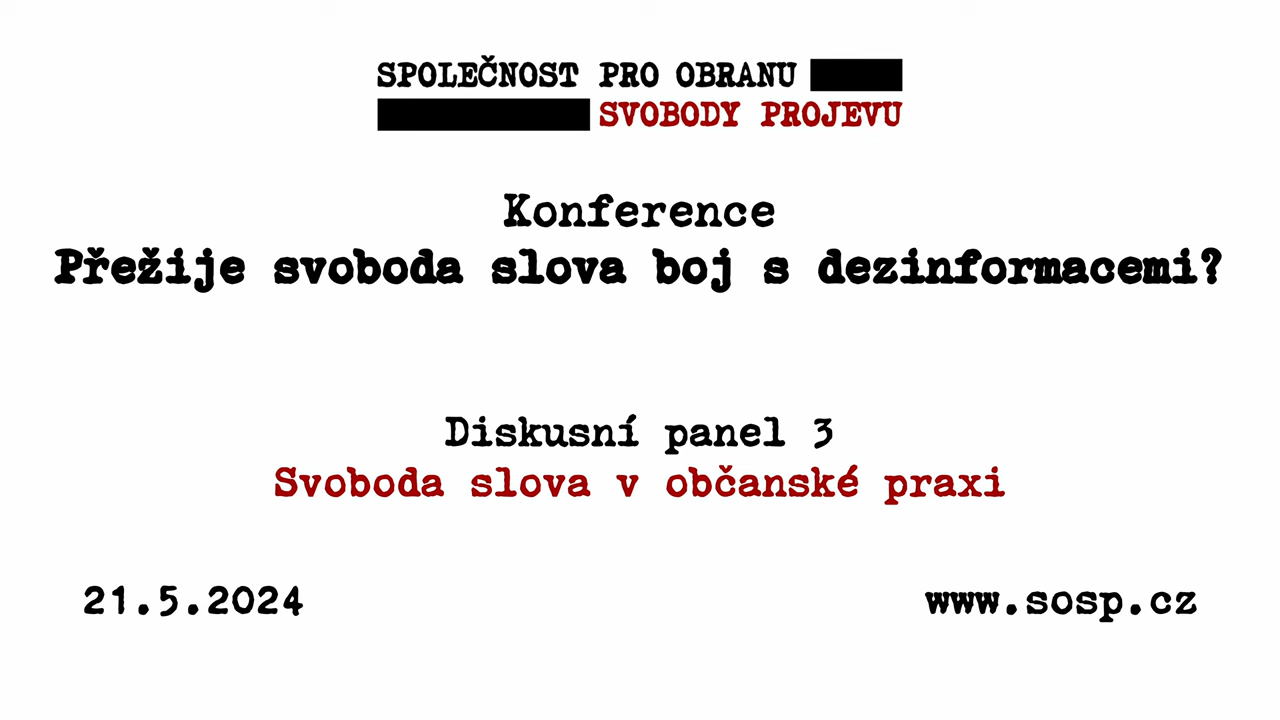 SPOLEČNOST PRO OBRANU
SVOBODY PROJEVU
Konference
Přežije svoboda slova boj s dezinformacemi?
Diskusní panel 3
Svoboda slova v občanské praxi
21.5.2024
www.sosp.cz